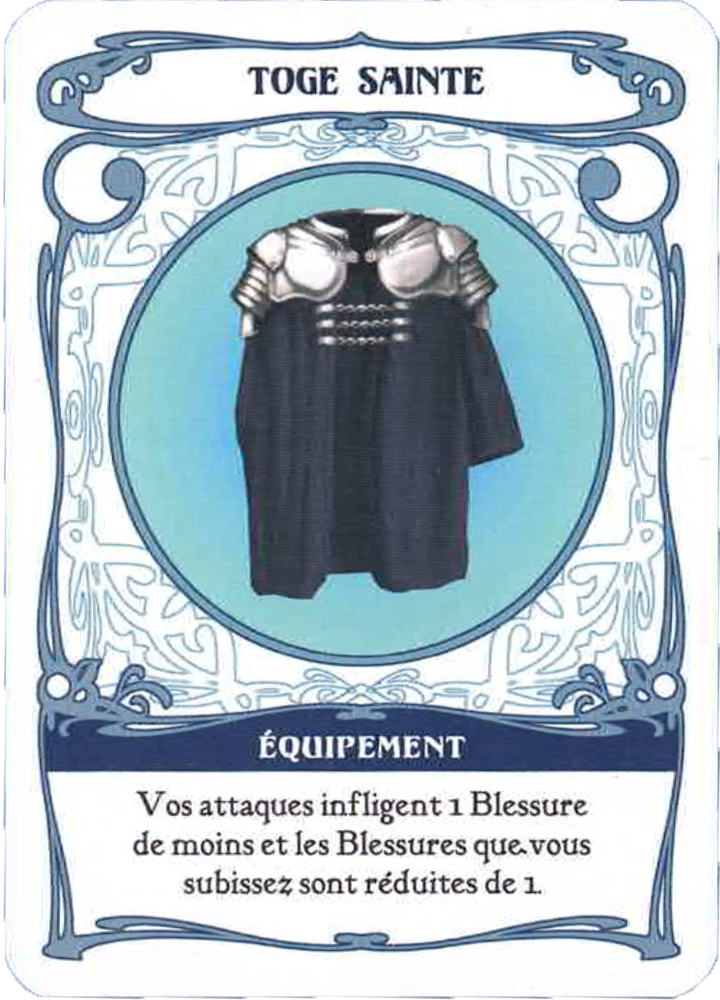 TOGE SAINTE
ÉQUIPEMENT
Vos attaques infligent 1 Blessure
de moins et les Blessures que vous
subissez sont réduites de 1.